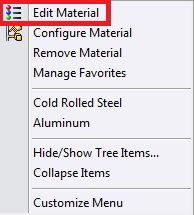 Edit Material
Configure Material
Remove Material
Manage Favorites
Cold Rolled Steel
Aluminum
Hide/Show Tree Items...
Collapse Items
Customize Menu